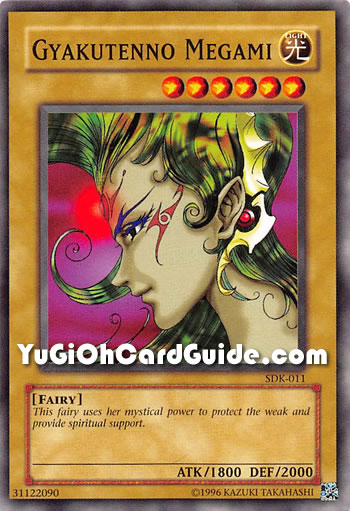 GYAKUTENNO MEGAMI
LIGHT
光
YuGiOhCardGuide.com
SDK-011
[FAIRY]
This fairy uses her mystical power to protect the weak and
provide spiritual support.
ATK/1800 DEF/2000
31122090
©1996 KAZUKI TAKAHASHI